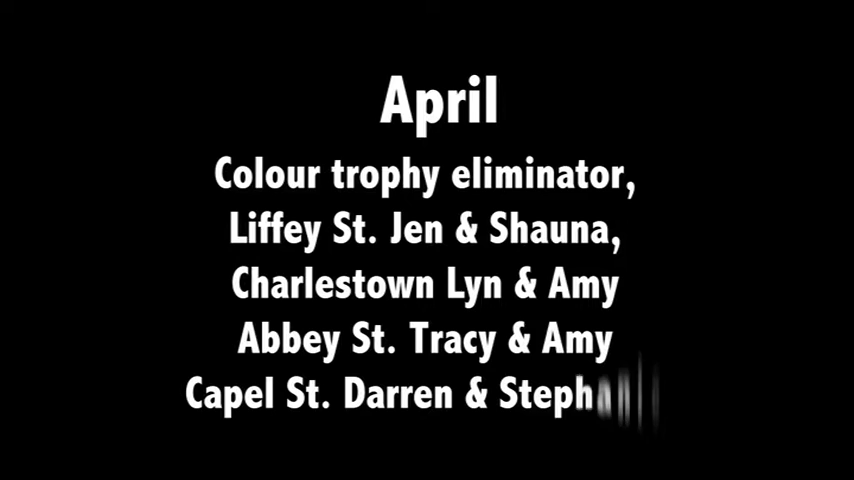 April
Colour trophy eliminator,
Liffey St. Jen & Shauna,
Charlestown Lyn & Amy
Abbey St. Tracy & Amy
Capel St. Darren &